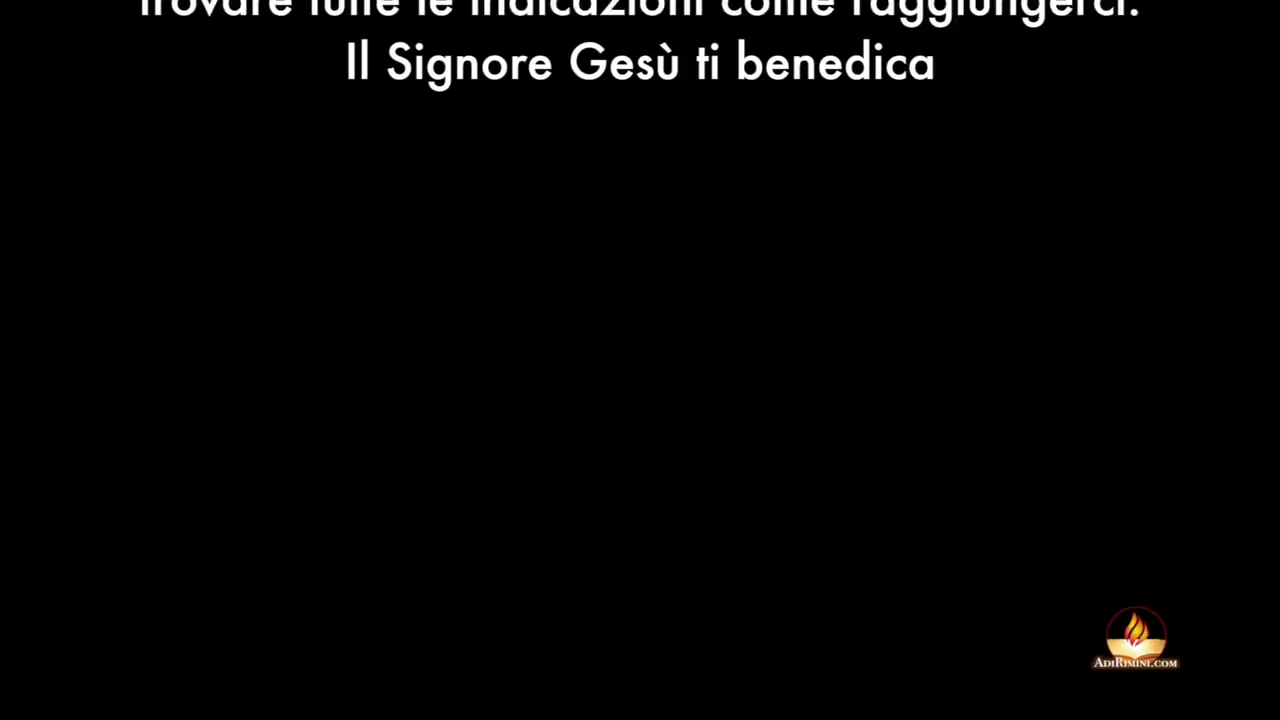 trovare tutte le indicazioni come raggiungerci.
Il Signore Gesù ti benedica
AdiRimini.com